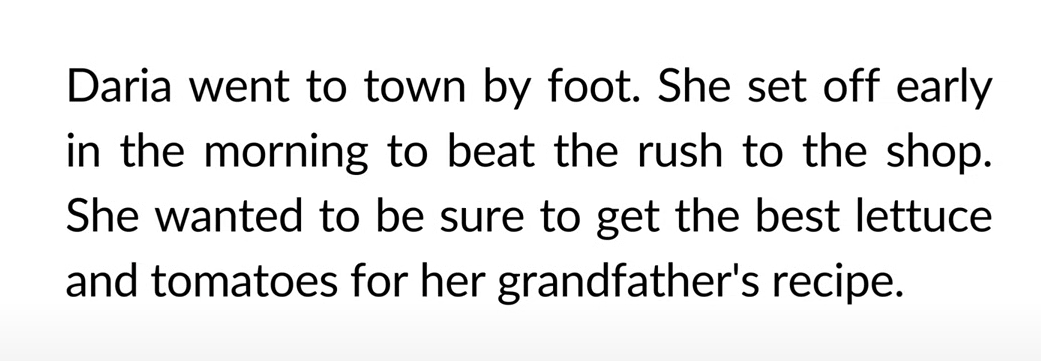 Daria went to town by foot. She set off early
in the morning to beat the rush to the shop.
She wanted to be sure to get the best lettuce
and tomatoes for her grandfather's recipe.